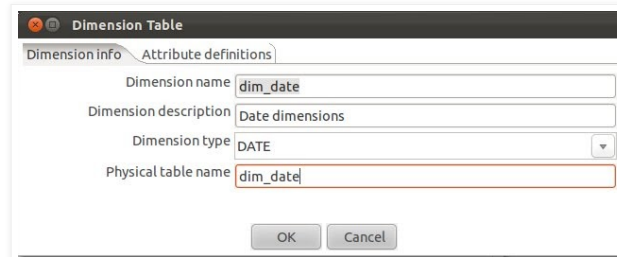 Dimension Table
Dimension info Attribute definitions
Dimension name dim_date
Dimension description Date dimensions
Dimension type DATE
Physical table name dim_date
OK Cancel